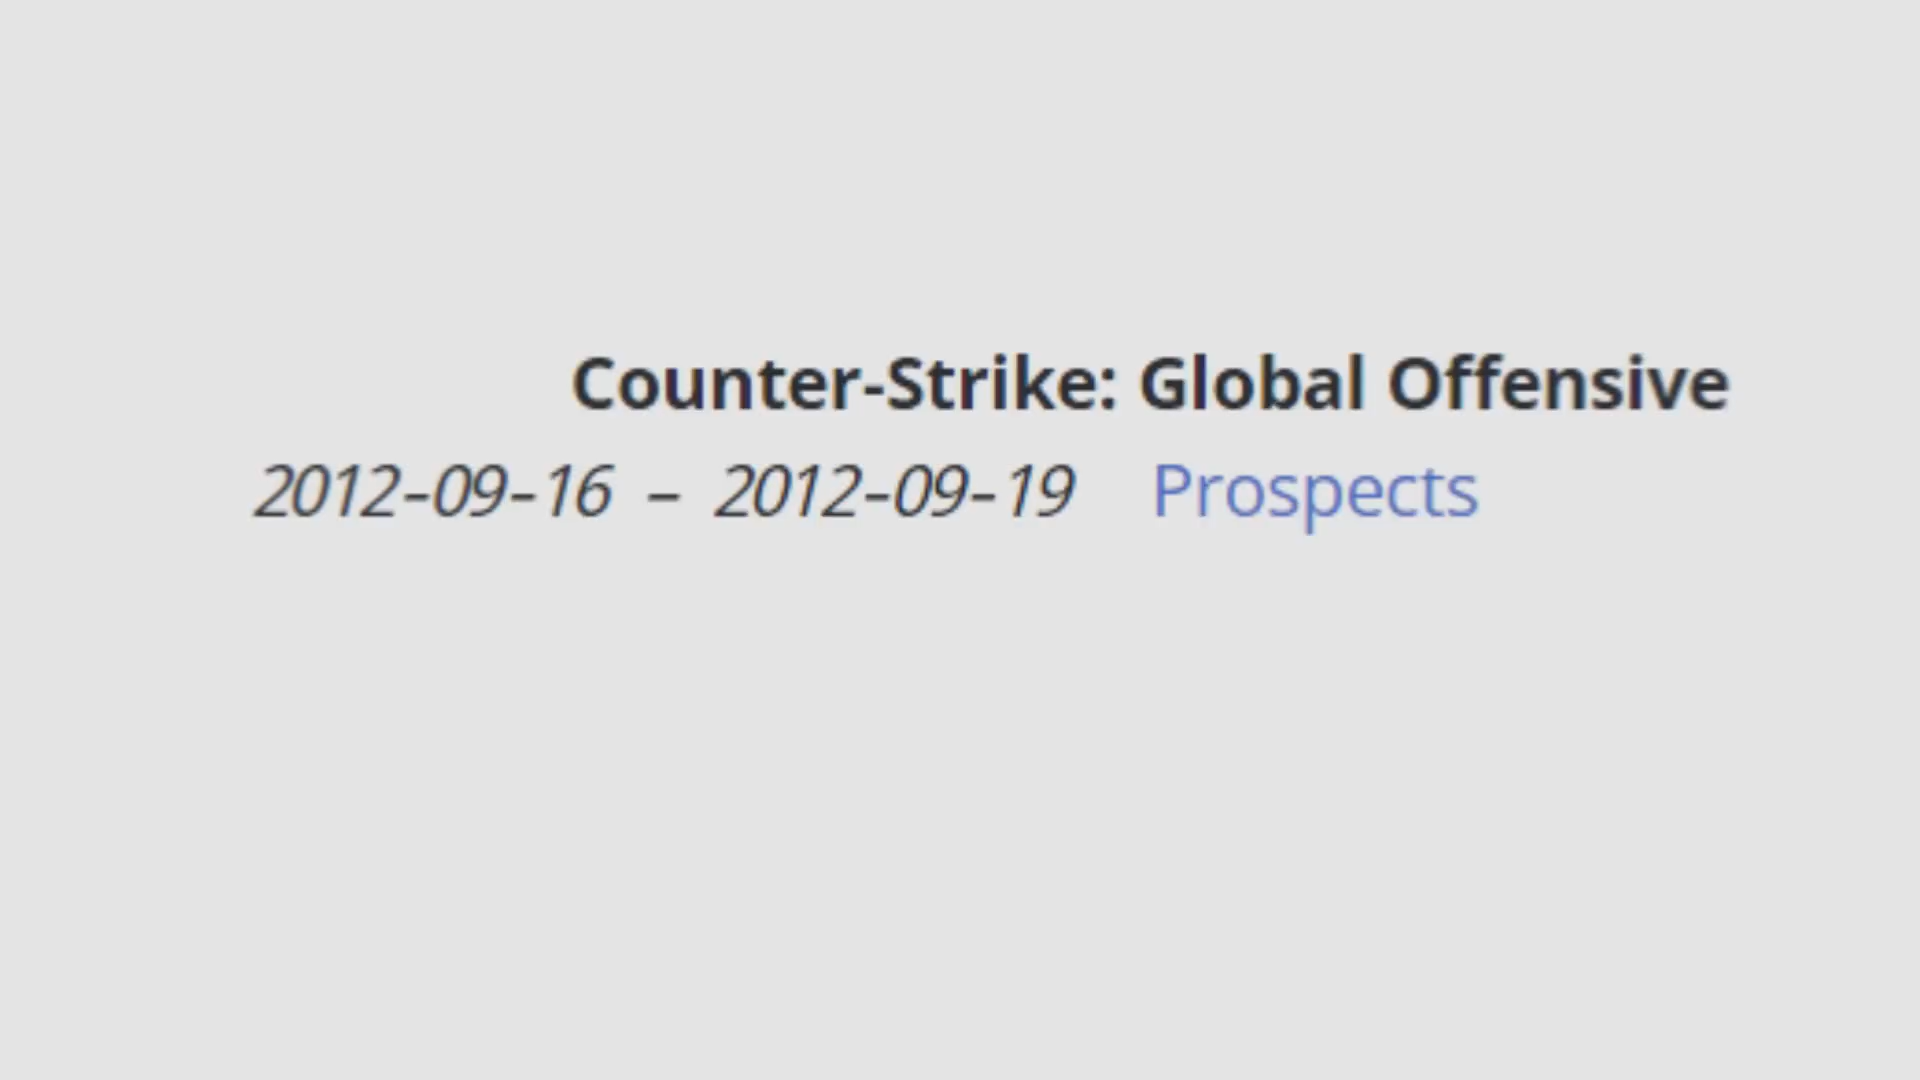 Counter-Strike: Global Offensive
2012-09-16 – 2012-09-19 Prospects